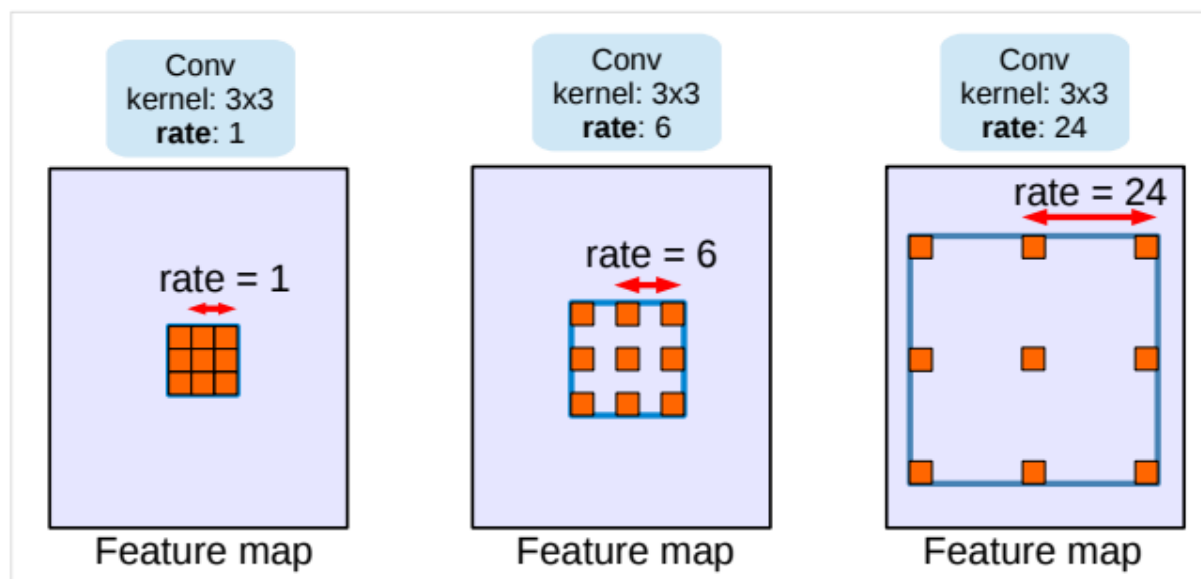 Conv
kernel: 3x3
rate: 1
Conv
kernel: 3x3
rate: 6
Conv
kernel: 3x3
rate: 24
rate = 1
rate = 6
rate = 24
Feature map
Feature map
Feature map